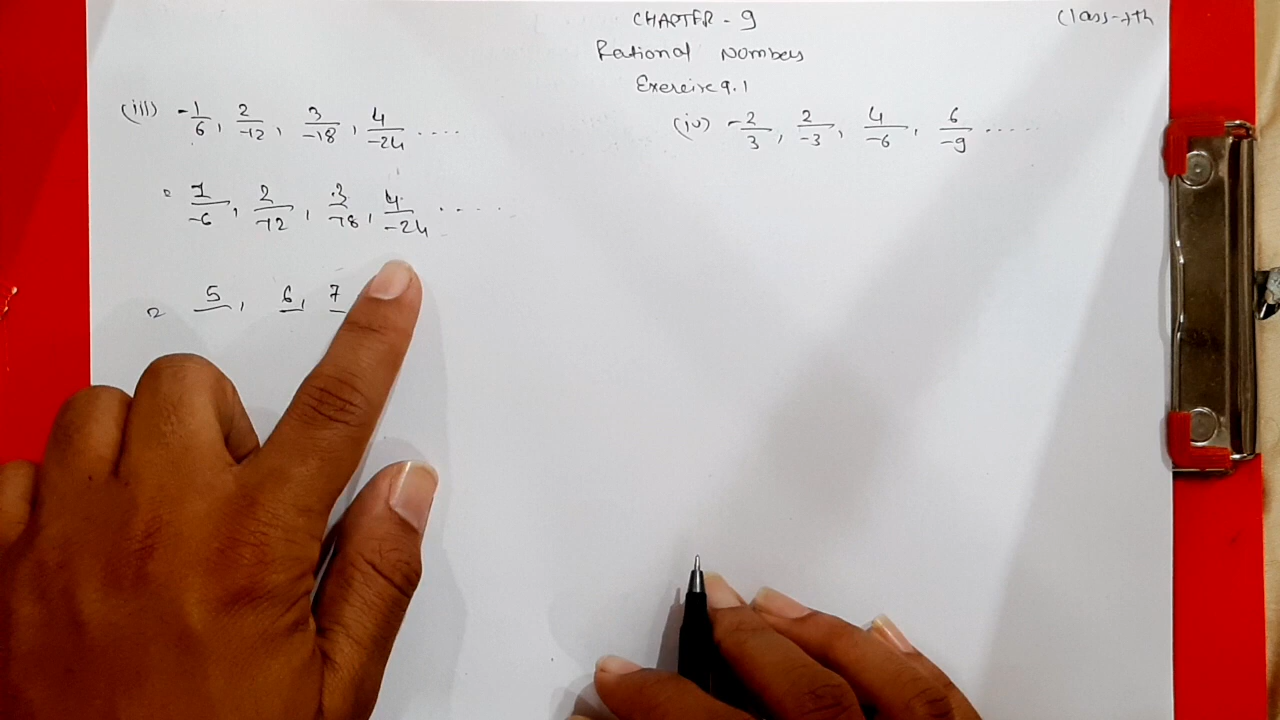 CHAPTER - 9
Class-7th
Rational Numbers
Exercise 9.1
(iii) -1/6, 2/-12, 3/-18, 4/-24 ....
(iv) -2/3, 2/-3, 4/-6, 6/-9 .....
= 1/-6, 2/-12, 3/-18, 4/-24 .....
= 5/, 6/, 7/